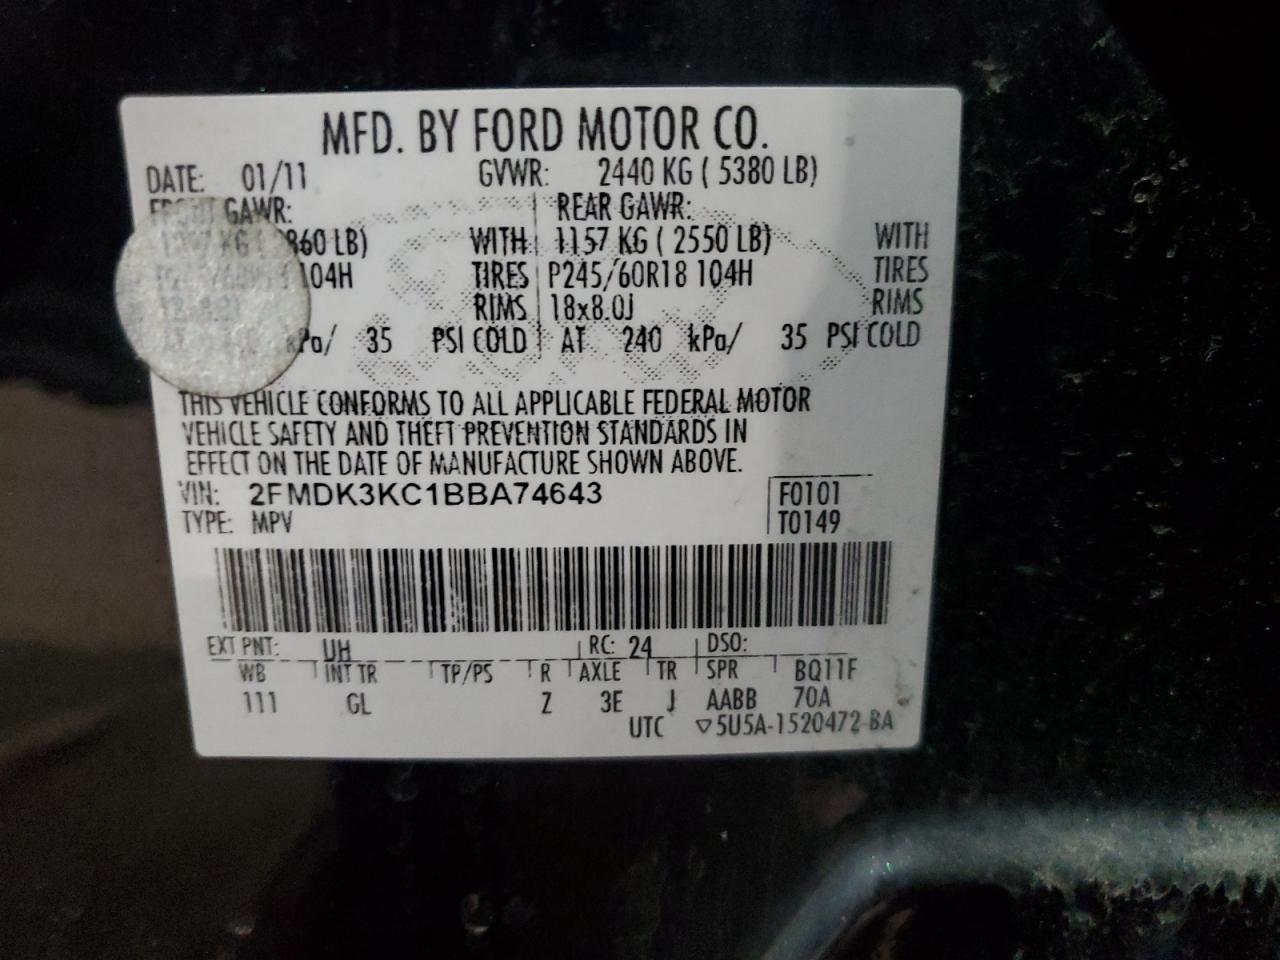 MFD. BY FORD MOTOR CO.
DATE: 01/11 GVWR: 2440 KG ( 5380 LB)
FRONT GAWR: REAR GAWR:
KG ( 860 LB) WITH 1157 KG ( 2550 LB) WITH
104H TIRES P245/60R18 104H TIRES
RIMS 18x8.0J RIMS
AT kPa/ 35 PSI COLD AT 240 kPa/ 35 PSI COLD
THIS VEHICLE CONFORMS TO ALL APPLICABLE FEDERAL MOTOR
VEHICLE SAFETY AND THEFT PREVENTION STANDARDS IN
EFFECT ON THE DATE OF MANUFACTURE SHOWN ABOVE.
VIN: 2FMDK3KC1BBA74643 F0101
TYPE: MPV T0149
EXT PNT: UH RC: 24 DSO:
WB INT TR TP/PS R AXLE TR SPR BQ11F
111 GL Z 3E J AABB 70A
UTC ▽5U5A-1520472-BA